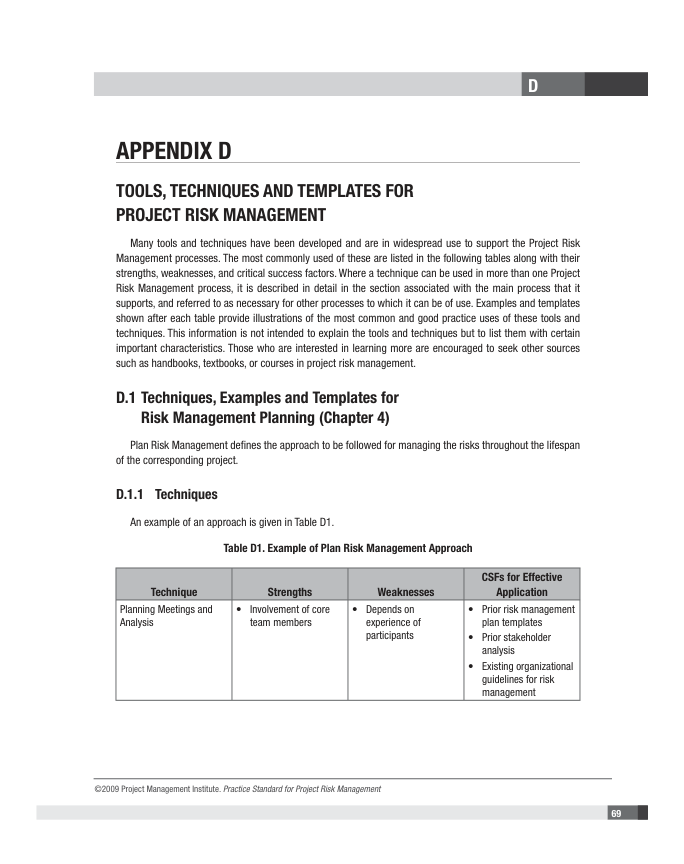 D
APPENDIX D
TOOLS, TECHNIQUES AND TEMPLATES FOR
PROJECT RISK MANAGEMENT
Many tools and techniques have been developed and are in widespread use to support the Project Risk
Management processes. The most commonly used of these are listed in the following tables along with their
strengths, weaknesses, and critical success factors. Where a technique can be used in more than one Project
Risk Management process, it is described in detail in the section associated with the main process that it
supports, and referred to as necessary for other processes to which it can be of use. Examples and templates
shown after each table provide illustrations of the most common and good practice uses of these tools and
techniques. This information is not intended to explain the tools and techniques but to list them with certain
important characteristics. Those who are interested in learning more are encouraged to seek other sources
such as handbooks, textbooks, or courses in project risk management.
D.1 Techniques, Examples and Templates for
Risk Management Planning (Chapter 4)
Plan Risk Management defines the approach to be followed for managing the risks throughout the lifespan
of the corresponding project.
D.1.1 Techniques
An example of an approach is given in Table D1.
Table D1. Example of Plan Risk Management Approach
Technique
Strengths
Weaknesses
CSFs for Effective
Application
Planning Meetings and
Analysis
• Involvement of core
team members
• Depends on
experience of
participants
• Prior risk management
plan templates
• Prior stakeholder
analysis
• Existing organizational
guidelines for risk
management
©2009 Project Management Institute. Practice Standard for Project Risk Management
69